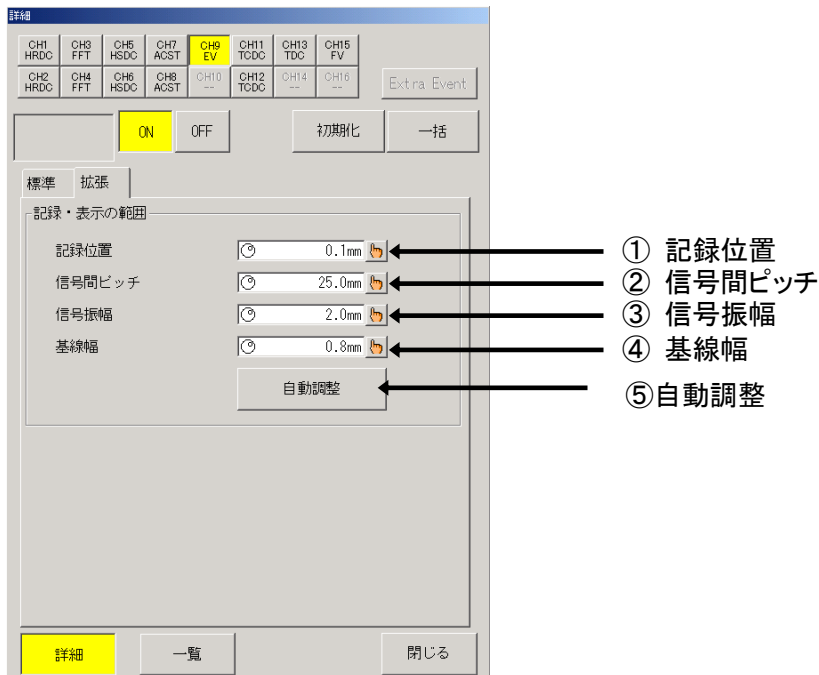 詳細
CH1 CH3 CH5 CH7 CH9 CH11 CH13 CH15
HRDC FFT HSDC ACST EV TCDC TDC FV
CH2 CH4 CH6 CH8 CH10 CH12 CH14 CH16
HRDC FFT HSDC ACST -- TCDC -- --
Extra Event
ON OFF 初期化 一括
標準 拡張
記録・表示の範囲
記録位置 0.1mm ① 記録位置
信号間ピッチ 25.0mm ② 信号間ピッチ
信号振幅 2.0mm ③ 信号振幅
基線幅 0.8mm ④ 基線幅
自動調整 ⑤自動調整
詳細 一覧 閉じる